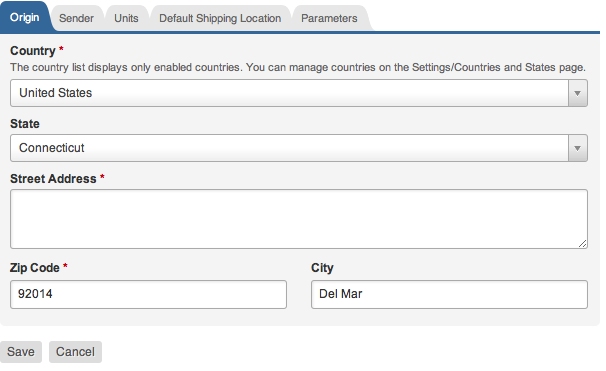 Origin Sender Units Default Shipping Location Parameters
Country *
The country list displays only enabled countries. You can manage countries on the Settings/Countries and States page.
United States
State
Connecticut
Street Address *
Zip Code * City
92014 Del Mar
Save Cancel